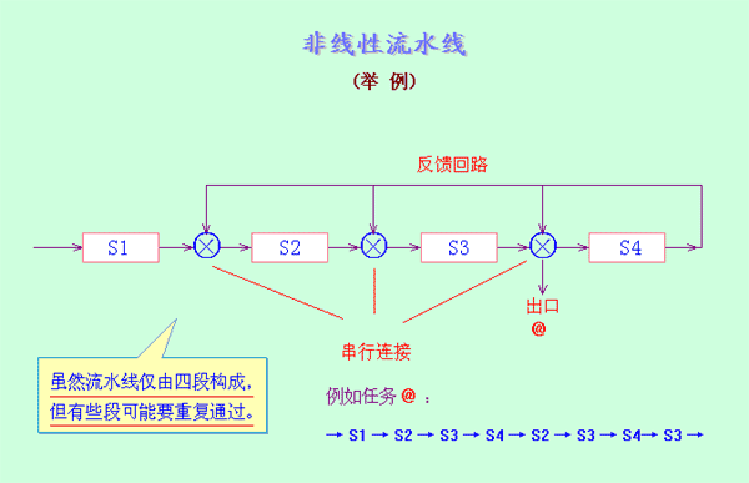 非线性流水线
(举 例)
反馈回路
S1 S2 S3 S4
出口
@
串行连接
虽然流水线仅由四段构成，
但有些段可能要重复通过。
例如任务 @ ：
→ S1 → S2 → S3 → S4 → S2 → S3 → S4 → S3 →